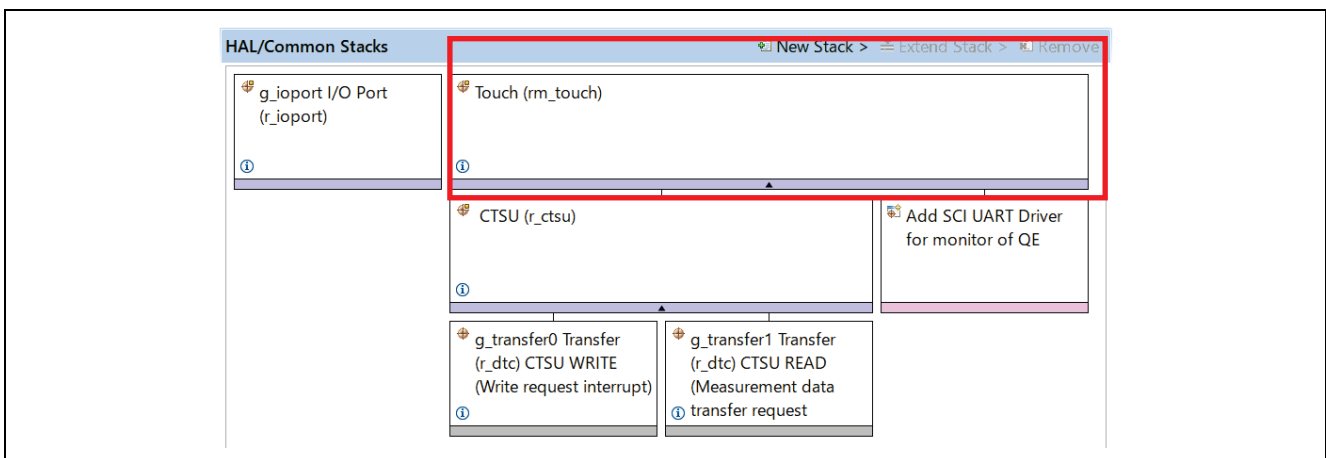 HAL/Common Stacks
New Stack > Extend Stack > Remove
g_ioport I/O Port
(r_ioport)
Touch (rm_touch)
CTSU (r_ctsu)
Add SCI UART Driver
for monitor of QE
g_transfer0 Transfer
(r_dtc) CTSU WRITE
(Write request interrupt)
g_transfer1 Transfer
(r_dtc) CTSU READ
(Measurement data
transfer request